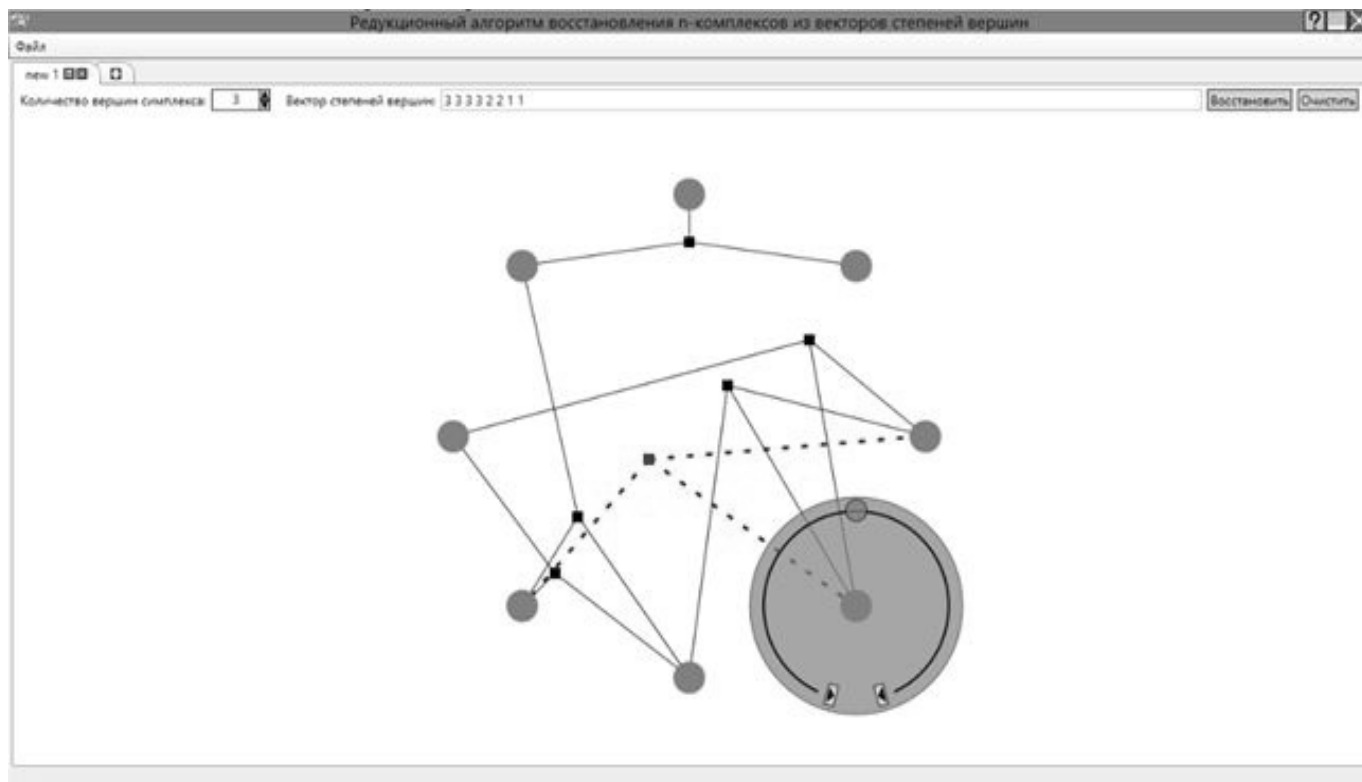 Редукционный алгоритм восстановления n-комплексов из векторов степеней вершин
Файл
new 1
Количество вершин симплекса: 3 Вектор степеней вершин: 3 3 3 3 2 2 1 1 Восстановить Очистить